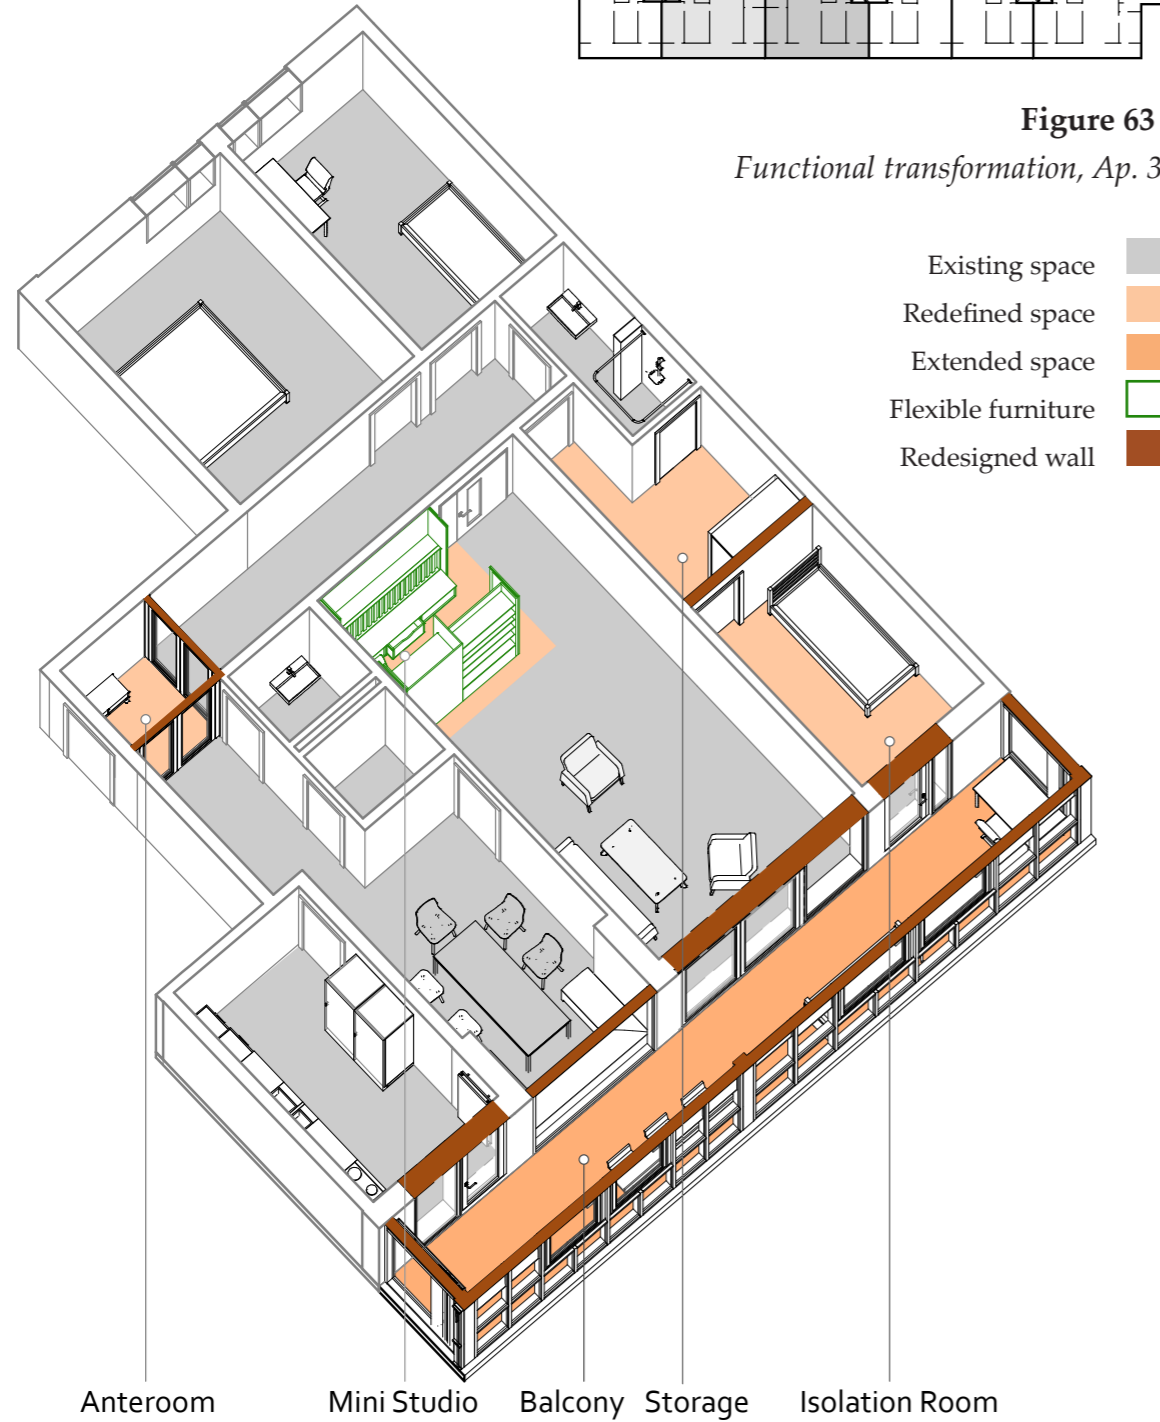 Figure 63
Functional transformation, Ap. 3
Existing space
Redefined space
Extended space
Flexible furniture
Redesigned wall
Anteroom Mini Studio Balcony Storage Isolation Room